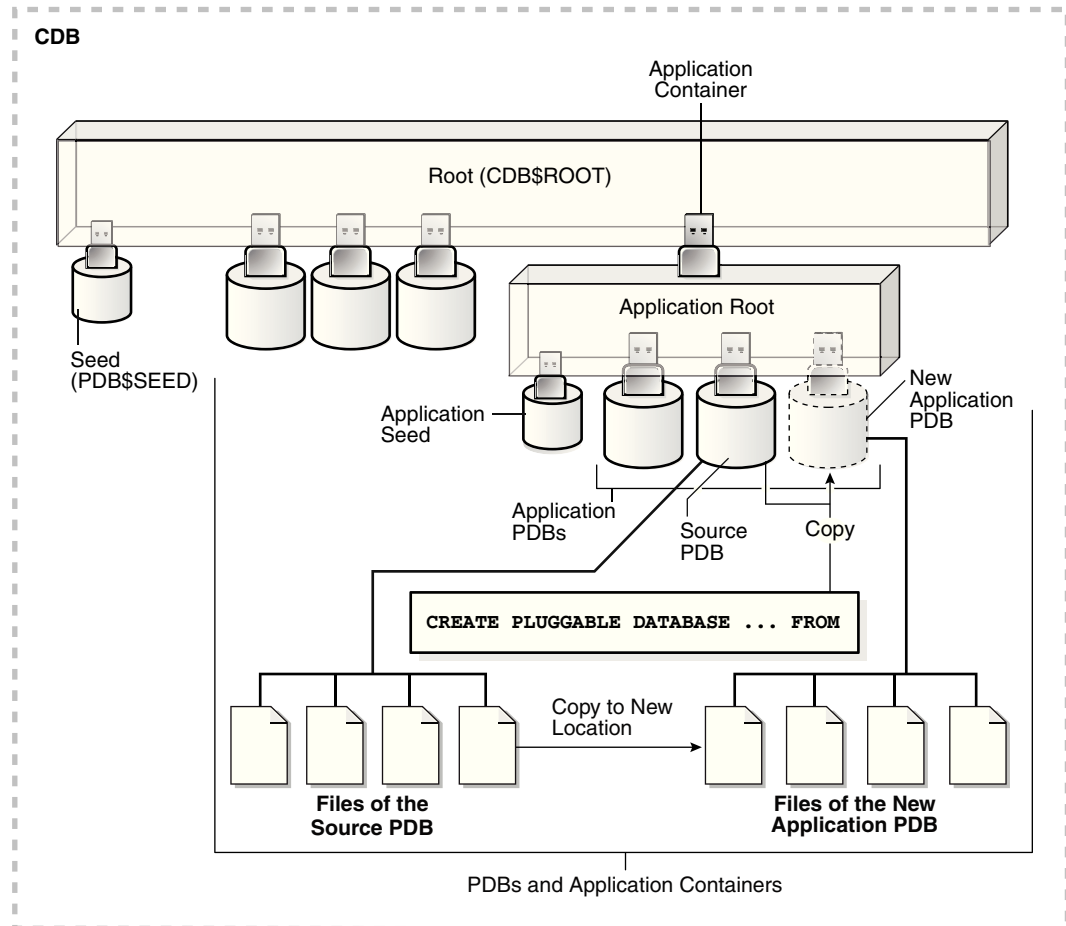 CDB
Application
Container
Root (CDB$ROOT)
Application Root
Seed
(PDB$SEED)
Application
Seed
New
Application
PDB
Application
PDBs
Source
PDB
Copy
CREATE PLUGGABLE DATABASE ... FROM
Copy to New
Location
Files of the
Source PDB
Files of the New
Application PDB
PDBs and Application Containers